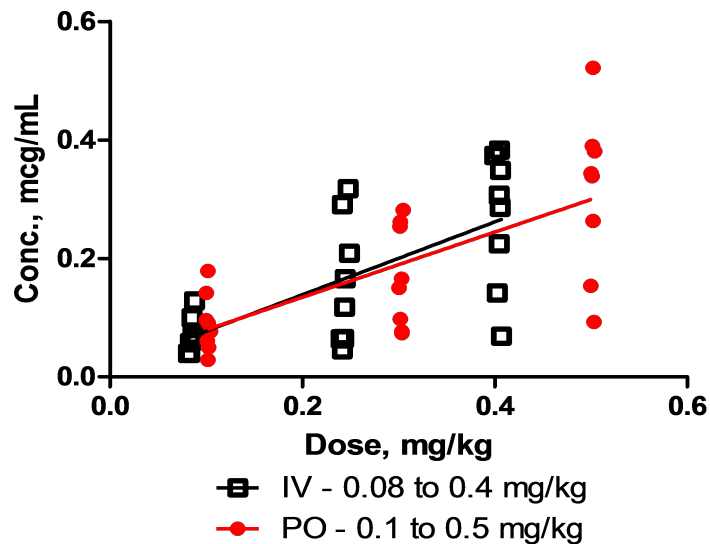 0.6
0.4
0.2
0.0
Conc., mcg/mL
0.0 0.2 0.4 0.6
Dose, mg/kg
IV - 0.08 to 0.4 mg/kg
PO - 0.1 to 0.5 mg/kg